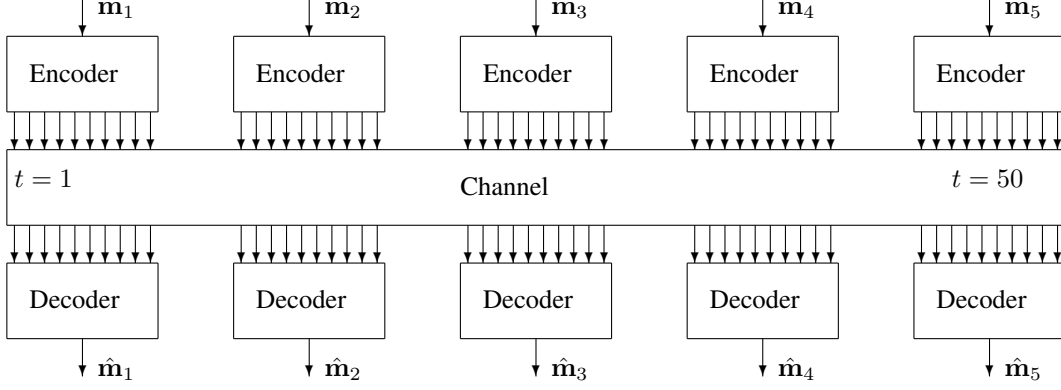 𝐦₁ 𝐦₂ 𝐦₃ 𝐦₄ 𝐦₅
Encoder Encoder Encoder Encoder Encoder
t = 1 Channel t = 50
Decoder Decoder Decoder Decoder Decoder
𝐦̂₁ 𝐦̂₂ 𝐦̂₃ 𝐦̂₄ 𝐦̂₅